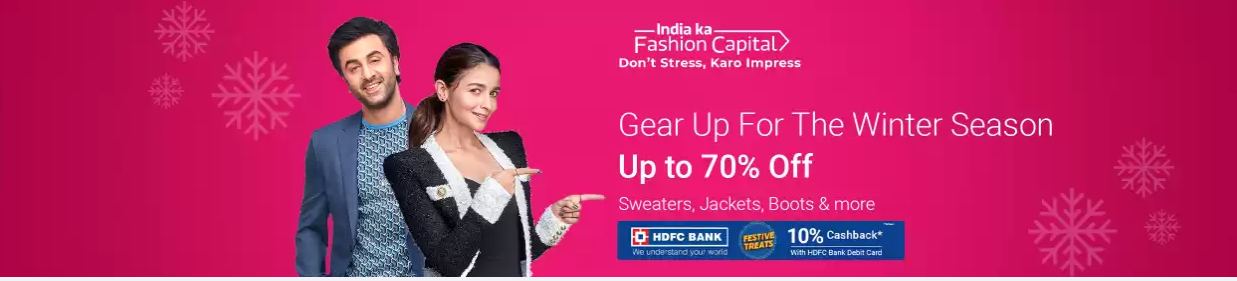 India ka
Fashion Capital
Don't Stress, Karo Impress
Gear Up For The Winter Season
Up to 70% Off
Sweaters, Jackets, Boots & more
HDFC BANK
We understand your world
FESTIVE
TREATS
10% Cashback*
With HDFC Bank Debit Card